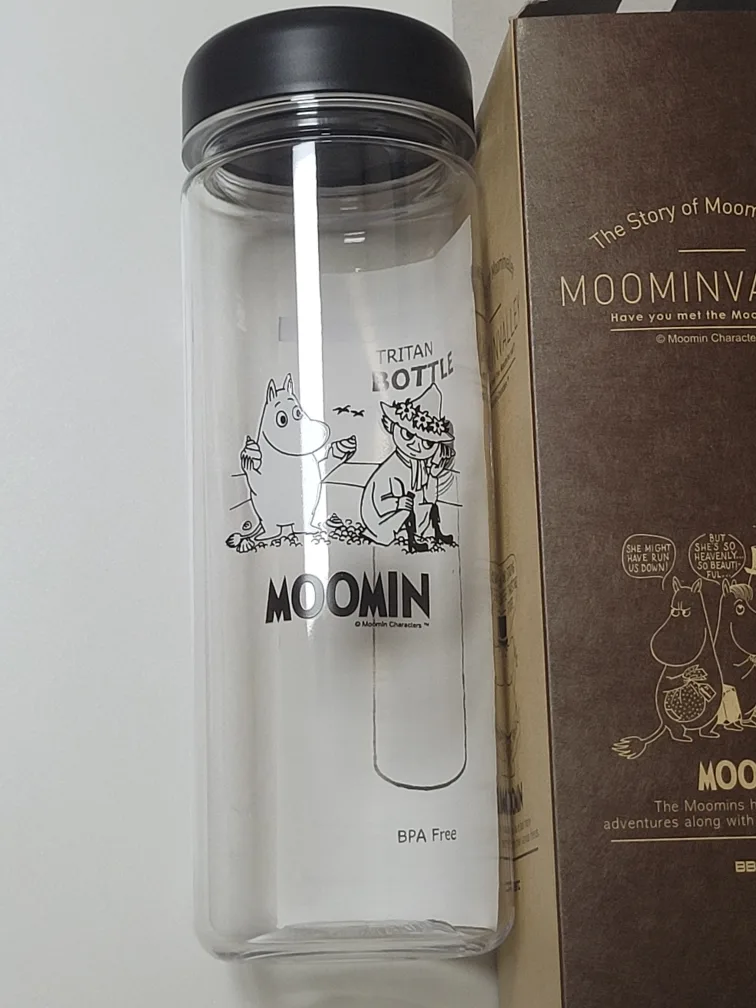 TRITAN
BOTTLE
MOOMIN
© Moomin Characters ™
BPA Free
The Story of Moom
MOOMINVA
Have you met the Moo
© Moomin Characte
SHE MIGHT
HAVE RUN
US DOWN!
BUT
SHE'S SO
HEAVENLY...
SO BEAUTI-
FUL...
MOO
The Moomins h
adventures along with
BB